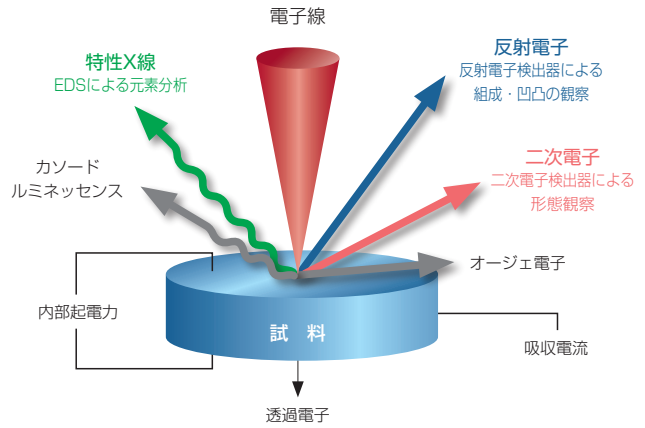 電子線
特性X線
EDSによる元素分析
反射電子
反射電子検出器による
組成・凹凸の観察
カソード
ルミネッセンス
二次電子
二次電子検出器による
形態観察
オージェ電子
内部起電力
試 料
吸収電流
透過電子